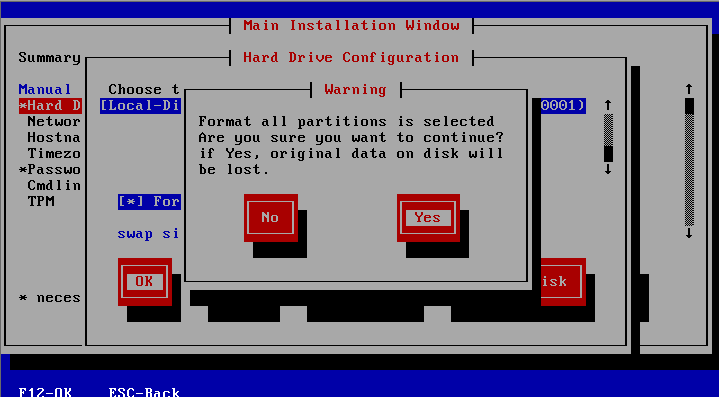 Main Installation Window
Summary
Hard Drive Configuration
Manual
Choose t
Warning
*Hard D
[Local-Di
0001)
Networ
Format all partitions is selected
Hostna
Are you sure you want to continue?
Timezo
if Yes, original data on disk will
*Passwo
be lost.
Cmdlin
TPM
[*] For
No
Yes
swap si
OK
isk
* neces
F12-OK ESC-Back